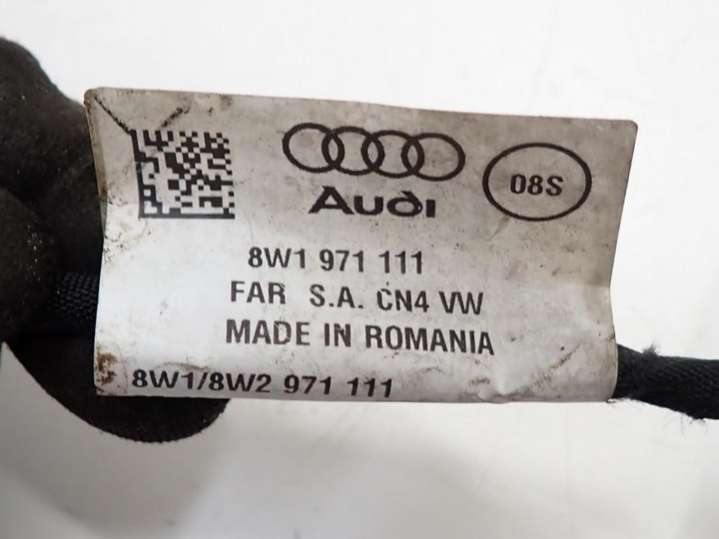 Audi
08S
8W1 971 111
FAR S.A. CN4 VW
MADE IN ROMANIA
8W1/8W2 971 111